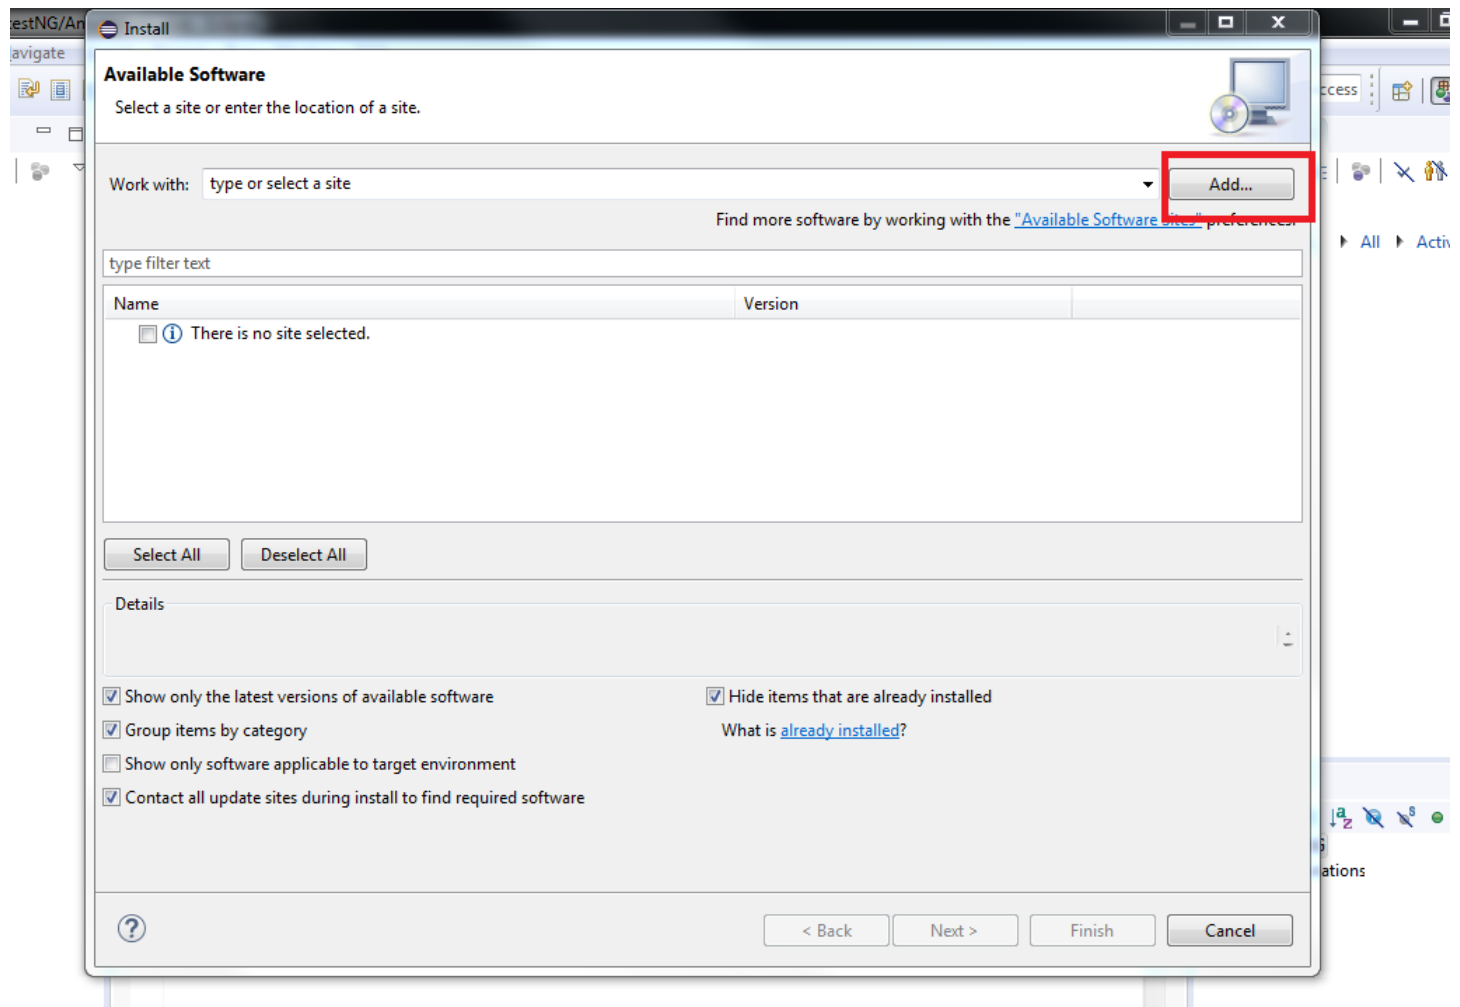 estNG/An
Install
avigate
Available Software
Select a site or enter the location of a site.
ccess
Work with: type or select a site Add...
Find more software by working with the "Available Software Sites" preferences.
All Activ
type filter text
Name Version
There is no site selected.
Select All Deselect All
Details
Show only the latest versions of available software Hide items that are already installed
Group items by category What is already installed?
Show only software applicable to target environment
Contact all update sites during install to find required software
ations
? < Back Next > Finish Cancel